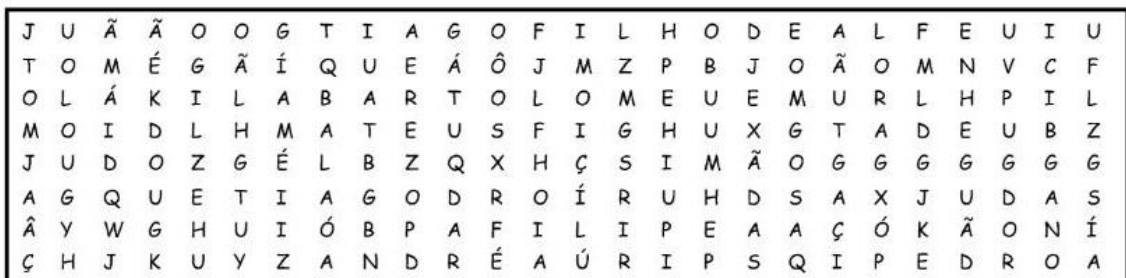 J U Ã Ã O O G T I A G O F I L H O D E A L F E U I U
T O M É G Ã Í Q U E Á Ô J M Z P B J O Ã O M N V C F
O L Á K I L A B A R T O L O M E U E M U R L H P I L
M O I D L H M A T E U S F I G H U X G T A D E U B Z
J U D O Z G É L B Z Q X H Ç S I M Ã O G G G G G G G
A G Q U E T I A G O D R O Í R U H D S A X J U D A S
Â Y W G H U I Ó B P A F I L I P E A A Ç Ó K Ã O N Í
Ç H J K U Y Z A N D R É A Ú R I P S Q I P E D R O A